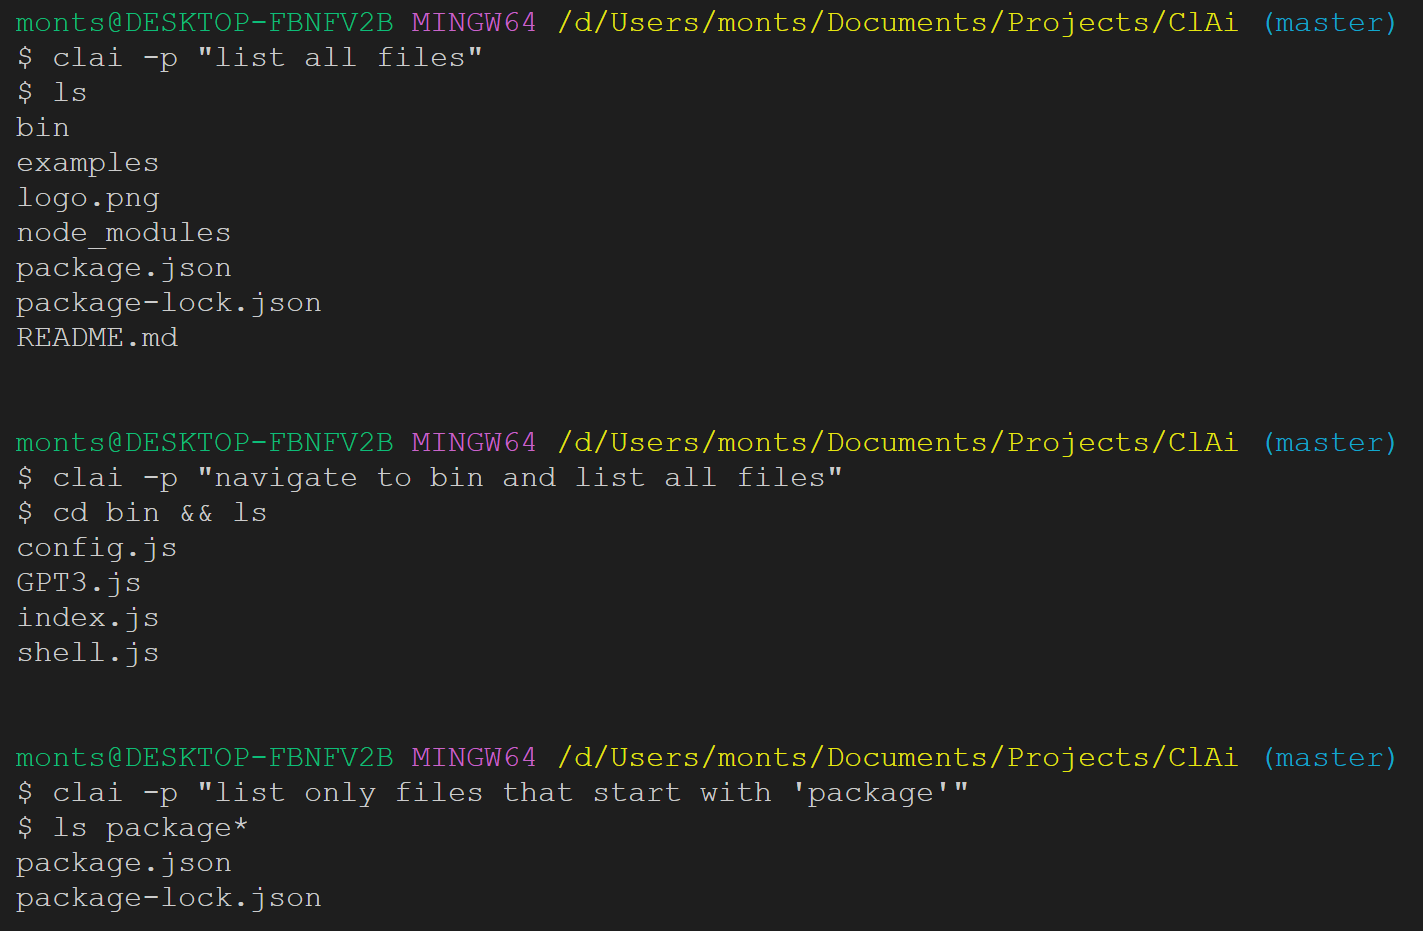 monts@DESKTOP-FBNFV2B MINGW64 /d/Users/monts/Documents/Projects/ClAi (master)
$ clai -p "list all files"
$ ls
bin
examples
logo.png
node_modules
package.json
package-lock.json
README.md
monts@DESKTOP-FBNFV2B MINGW64 /d/Users/monts/Documents/Projects/ClAi (master)
$ clai -p "navigate to bin and list all files"
$ cd bin && ls
config.js
GPT3.js
index.js
shell.js
monts@DESKTOP-FBNFV2B MINGW64 /d/Users/monts/Documents/Projects/ClAi (master)
$ clai -p "list only files that start with 'package'"
$ ls package*
package.json
package-lock.json